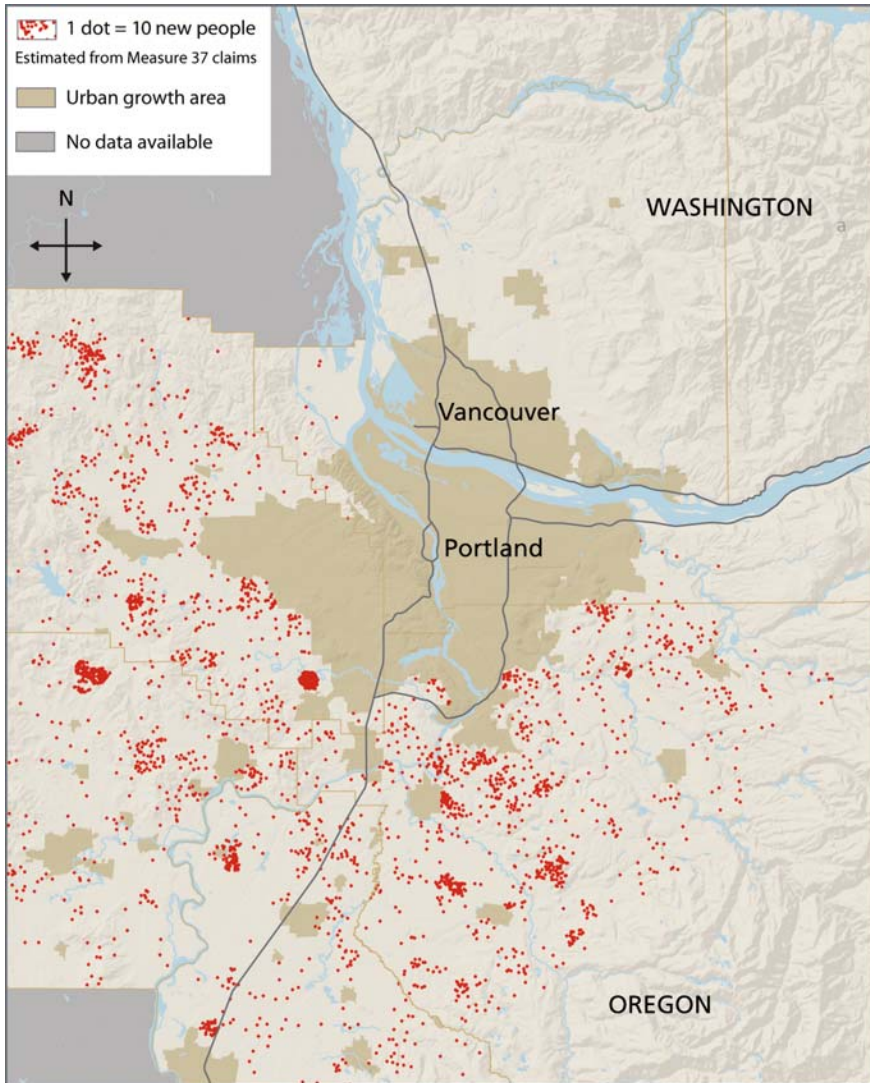 1 dot = 10 new people
Estimated from Measure 37 claims
Urban growth area
No data available
N
WASHINGTON
a
Vancouver
Portland
OREGON